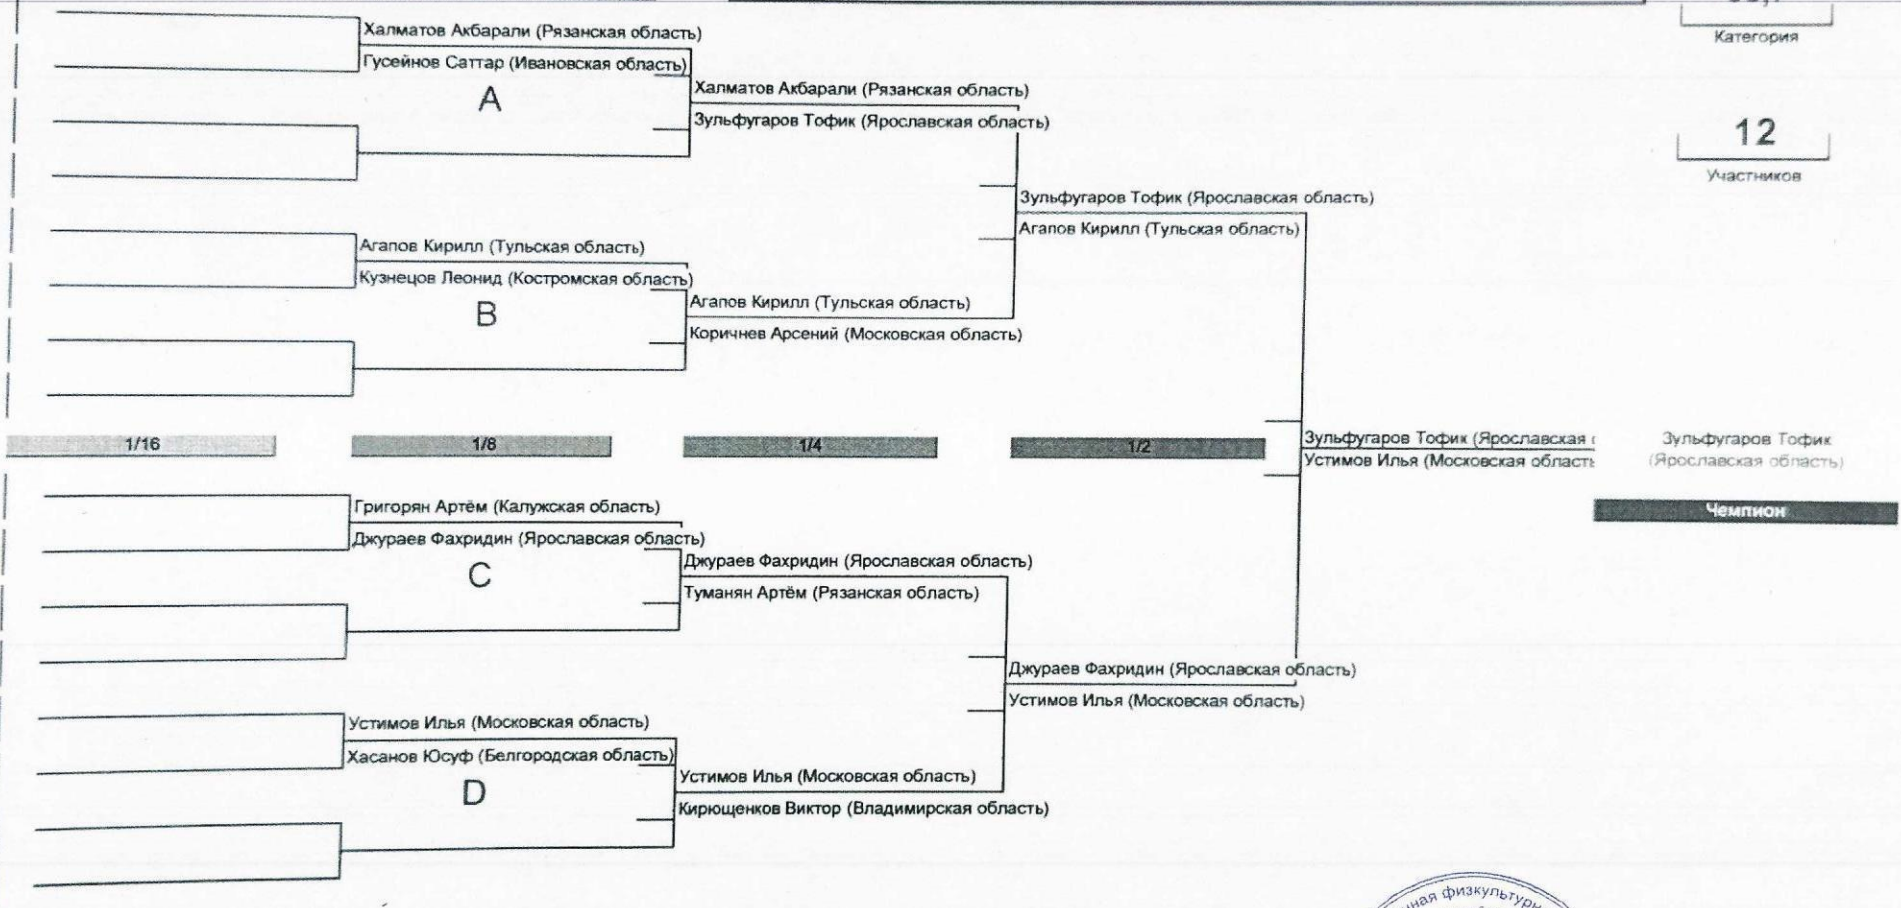 Халматов Акбарали (Рязанская область)
Гусейнов Саттар (Ивановская область)
A
Халматов Акбарали (Рязанская область)
Зульфугаров Тофик (Ярославская область)
Категория
12
Участников
Зульфугаров Тофик (Ярославская область)
Агапов Кирилл (Тульская область)
Агапов Кирилл (Тульская область)
Кузнецов Леонид (Костромская область)
B
Агапов Кирилл (Тульская область)
Коричнев Арсений (Московская область)
1/16
1/8
1/4
1/2
Зульфугаров Тофик (Ярославская
Устимов Илья (Московская област
Зульфугаров Тофик
(Ярославская область)
Чемпион
Григорян Артём (Калужская область)
Джураев Фахридин (Ярославская область)
C
Джураев Фахридин (Ярославская область)
Туманян Артём (Рязанская область)
Джураев Фахридин (Ярославская область)
Устимов Илья (Московская область)
Устимов Илья (Московская область)
Хасанов Юсуф (Белгородская область)
D
Устимов Илья (Московская область)
Кирющенков Виктор (Владимирская область)